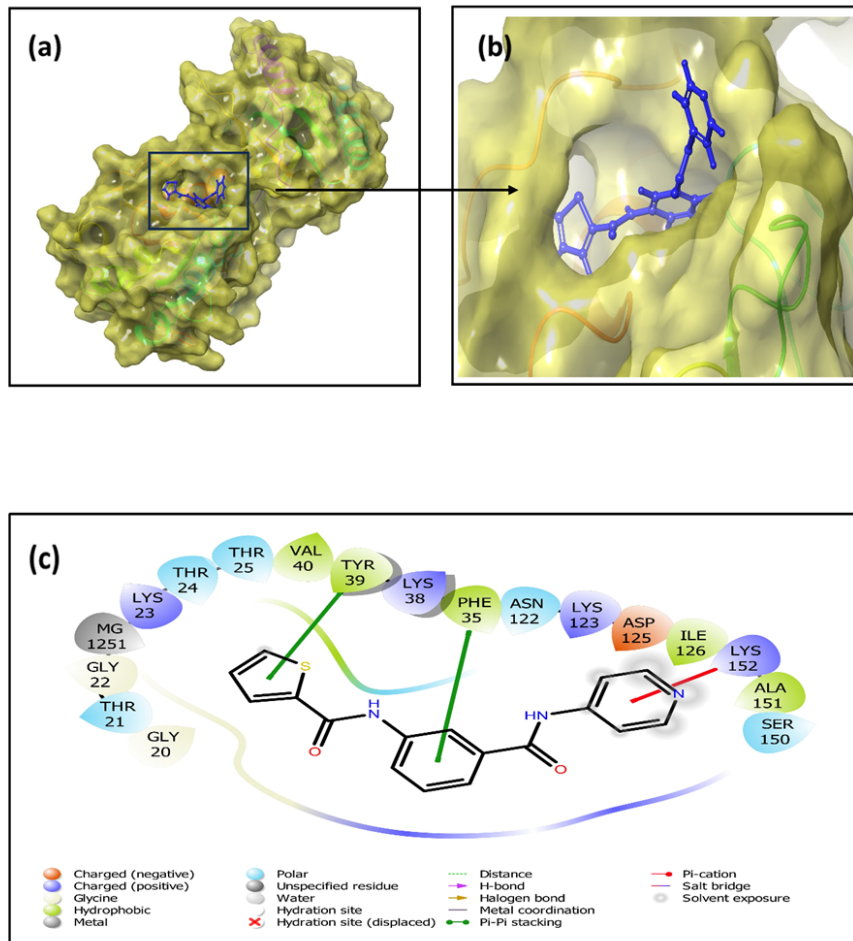 (a)
(b)
(c)
THR
25
VAL
40
TYR
39
LYS
38
PHE
35
ASN
122
LYS
123
ASP
125
ILE
126
LYS
152
ALA
151
SER
150
THR
24
LYS
23
MG
1251
GLY
22
THR
21
GLY
20
S
H
N
O
NH
O
N
Charged (negative)
Charged (positive)
Glycine
Hydrophobic
Metal
Polar
Unspecified residue
Water
Hydration site
Hydration site (displaced)
Distance
H-bond
Halogen bond
Metal coordination
Pi-Pi stacking
Pi-cation
Salt bridge
Solvent exposure